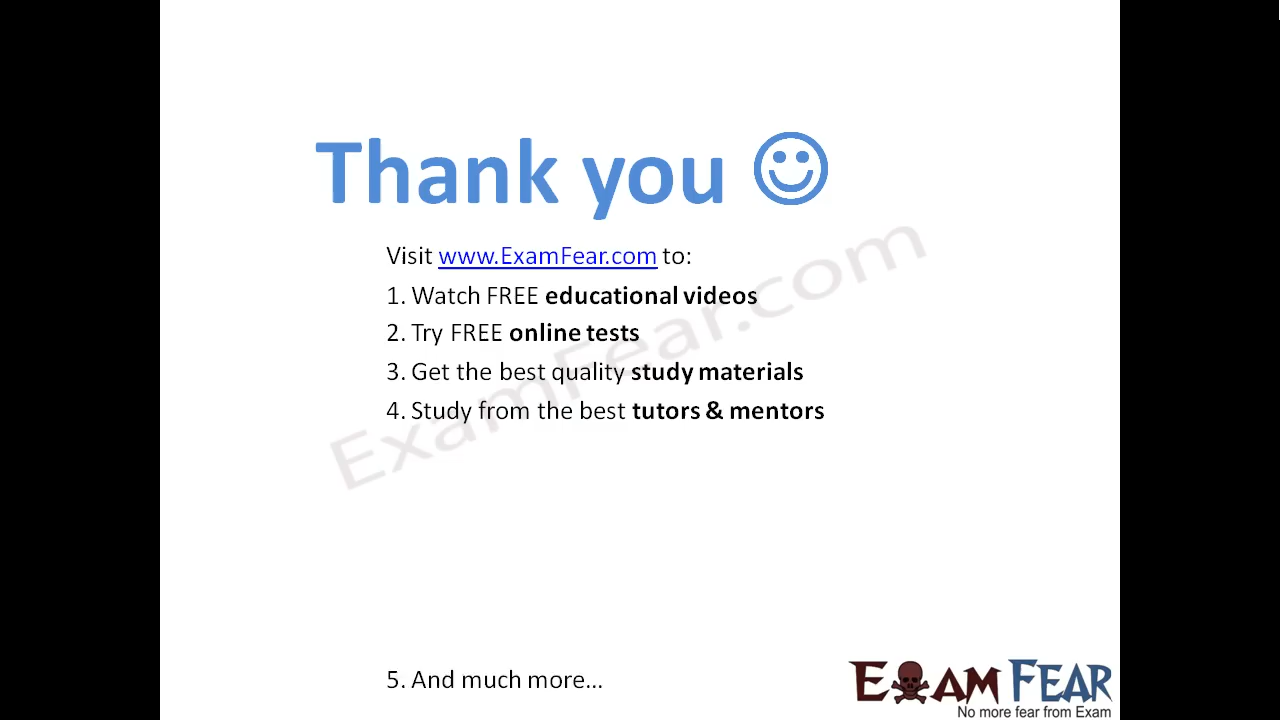 Thank you
Visit www.ExamFear.com to:
1. Watch FREE educational videos
2. Try FREE online tests
3. Get the best quality study materials
4. Study from the best tutors & mentors
ExamFear.com
5. And much more...
EXAM FEAR
No more fear from Exam